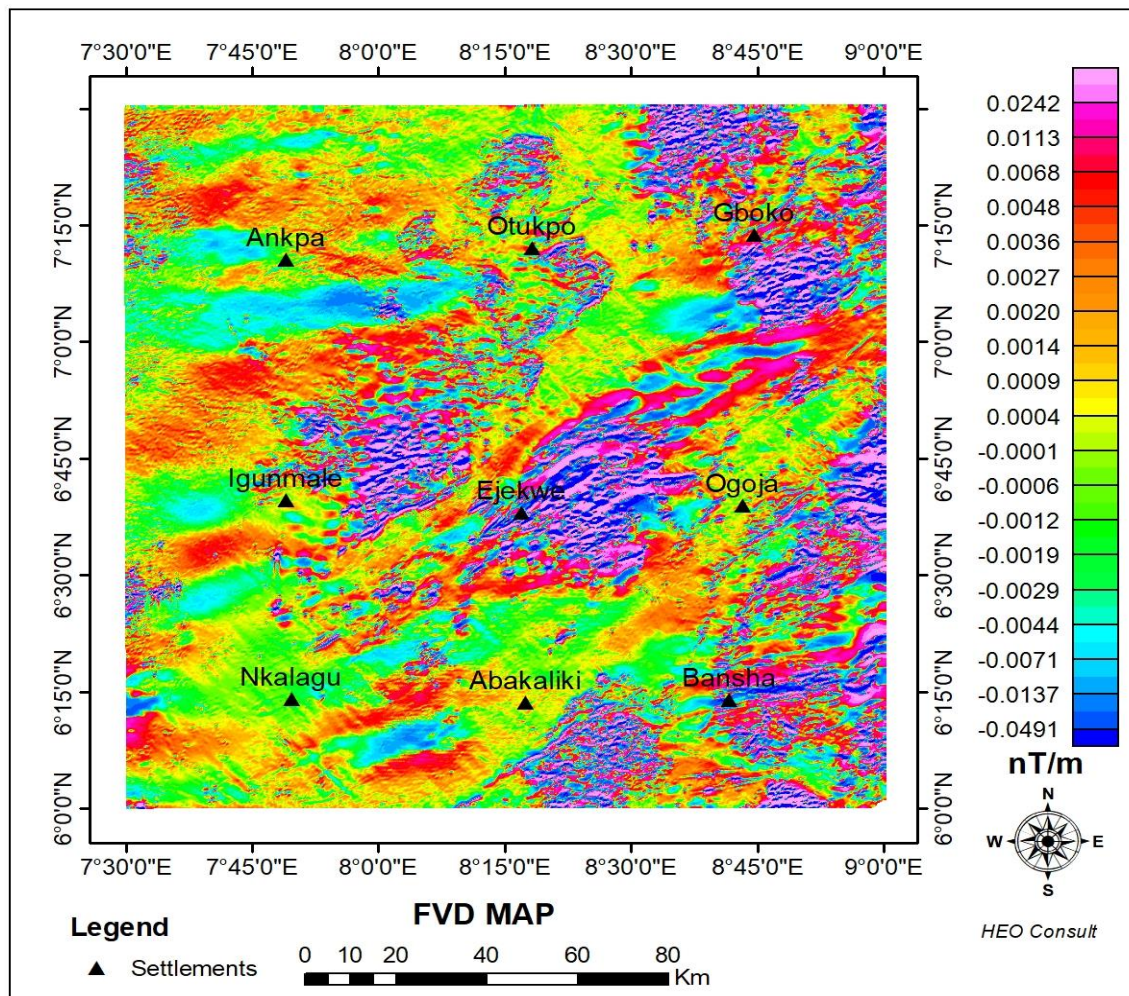 7°30'0"E 7°45'0"E 8°0'0"E 8°15'0"E 8°30'0"E 8°45'0"E 9°0'0"E
7°15'0"N
7°0'0"N
6°45'0"N
6°30'0"N
6°15'0"N
6°0'0"N
Ankpa
Otukpo
Gboko
Igunmale
Ejekwe
Ogoja
Nkalagu
Abakaliki
Bansha
7°15'0"N
7°0'0"N
6°45'0"N
6°30'0"N
6°15'0"N
6°0'0"N
7°30'0"E 7°45'0"E 8°0'0"E 8°15'0"E 8°30'0"E 8°45'0"E 9°0'0"E
0.0242
0.0113
0.0068
0.0048
0.0036
0.0027
0.0020
0.0014
0.0009
0.0004
-0.0001
-0.0006
-0.0012
-0.0019
-0.0029
-0.0044
-0.0071
-0.0137
-0.0491
nT/m
N
W E
S
HEO Consult
FVD MAP
Legend
Settlements
0 10 20 40 60 80
Km